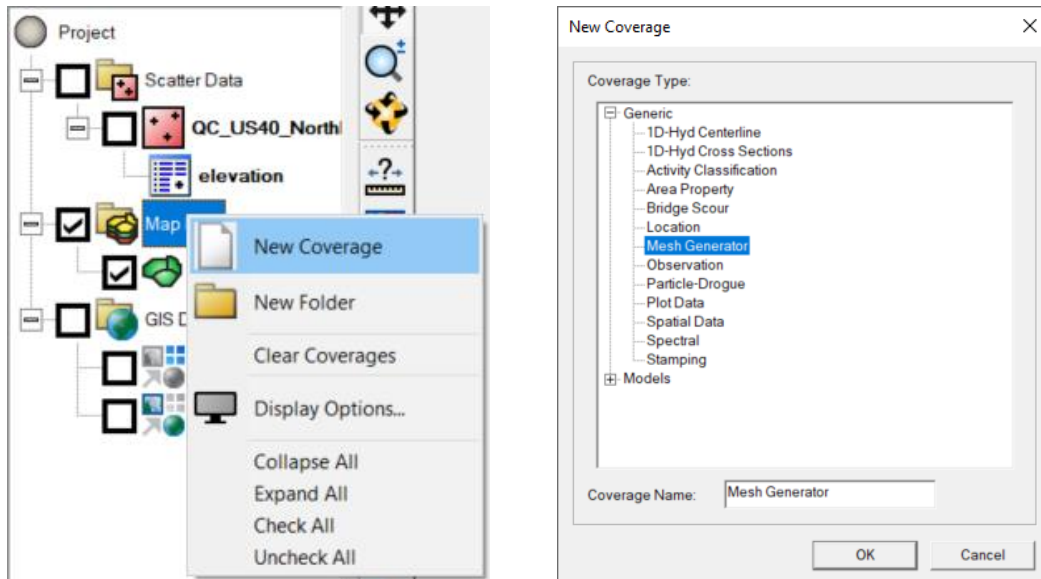 Project
Scatter Data
QC_US40_North
elevation
Map
New Coverage
New Folder
GIS D
Clear Coverages
Display Options...
Collapse All
Expand All
Check All
Uncheck All
?
New Coverage
Coverage Type:
Generic
1D-Hyd Centerline
1D-Hyd Cross Sections
Activity Classification
Area Property
Bridge Scour
Location
Mesh Generator
Observation
Particle-Drogue
Plot Data
Spatial Data
Spectral
Stamping
Models
Coverage Name: Mesh Generator
OK Cancel